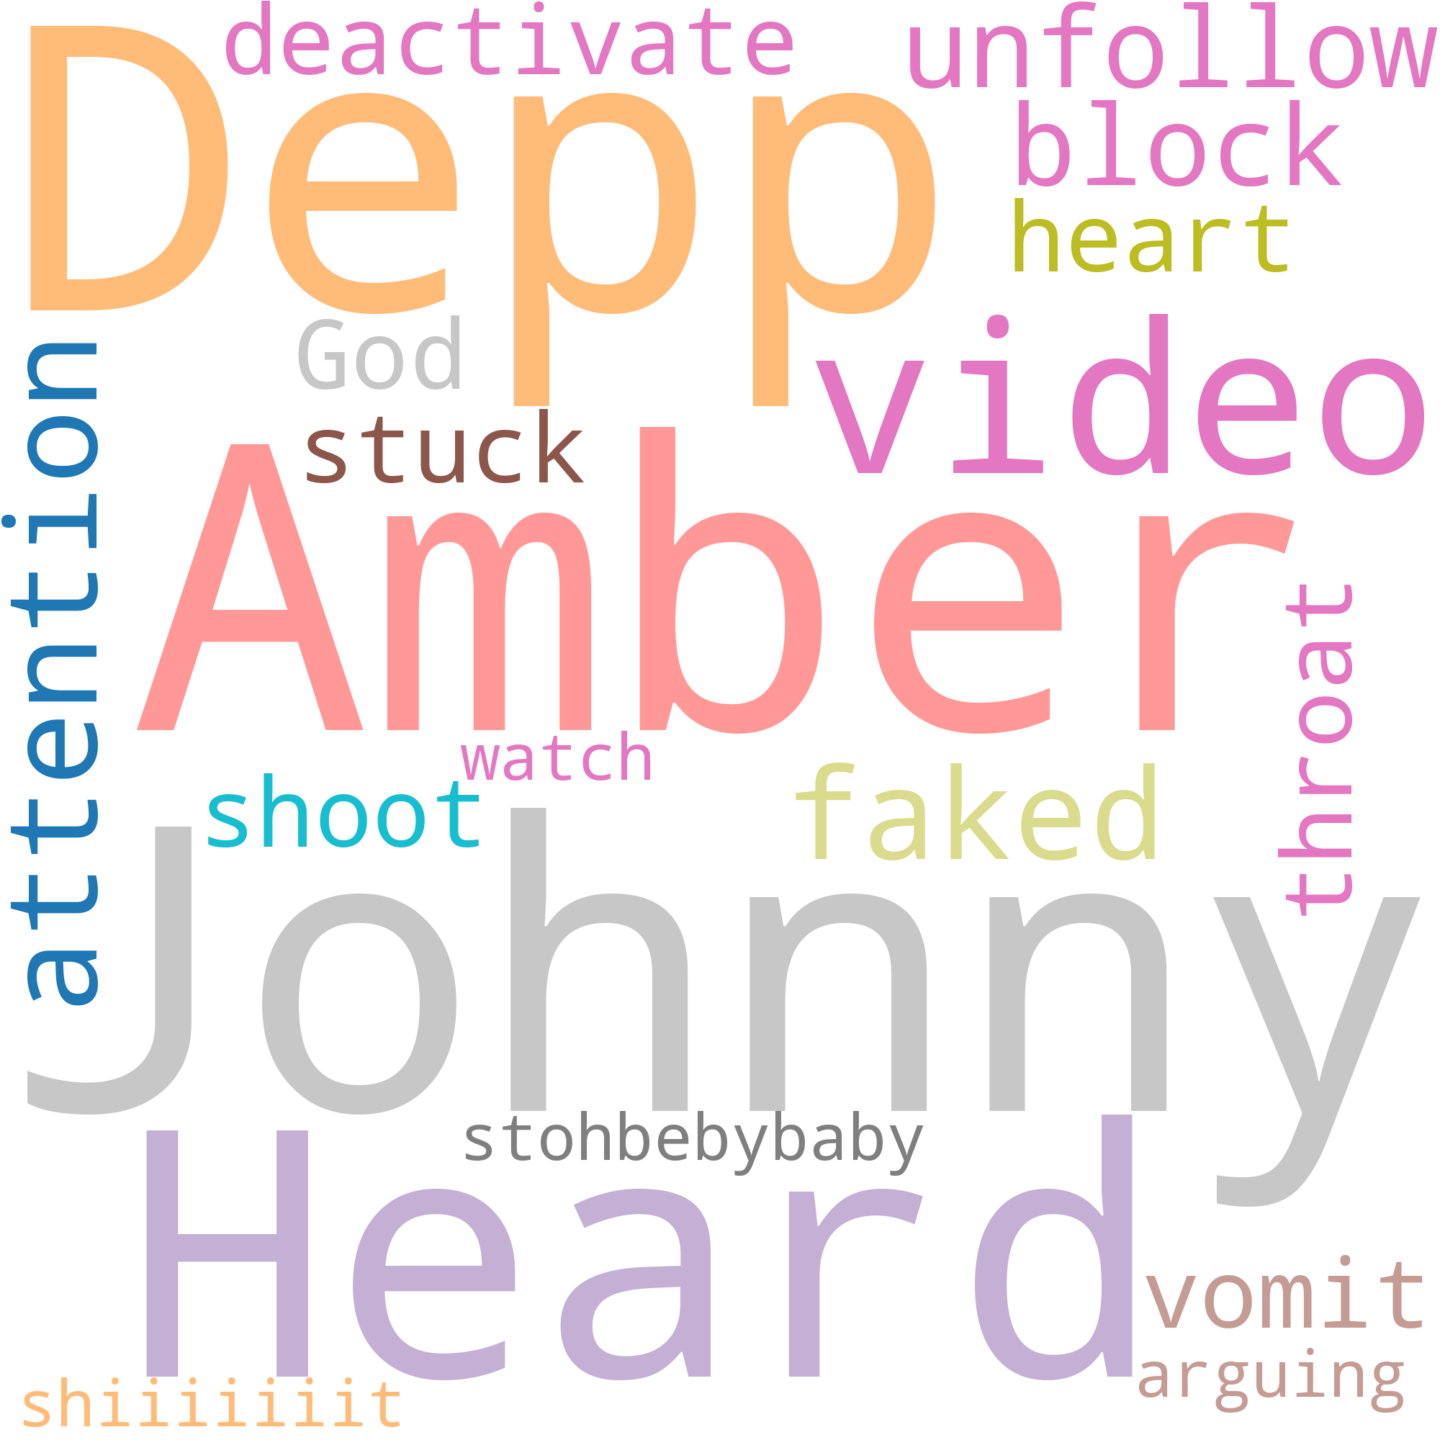 deactivate
unfollow
Depp
block
heart
God
video
attention
stuck
Amber
throat
watch
shoot
faked
Johnny
stohbebybaby
Heard
vomit
arguing
shiiiiiiit